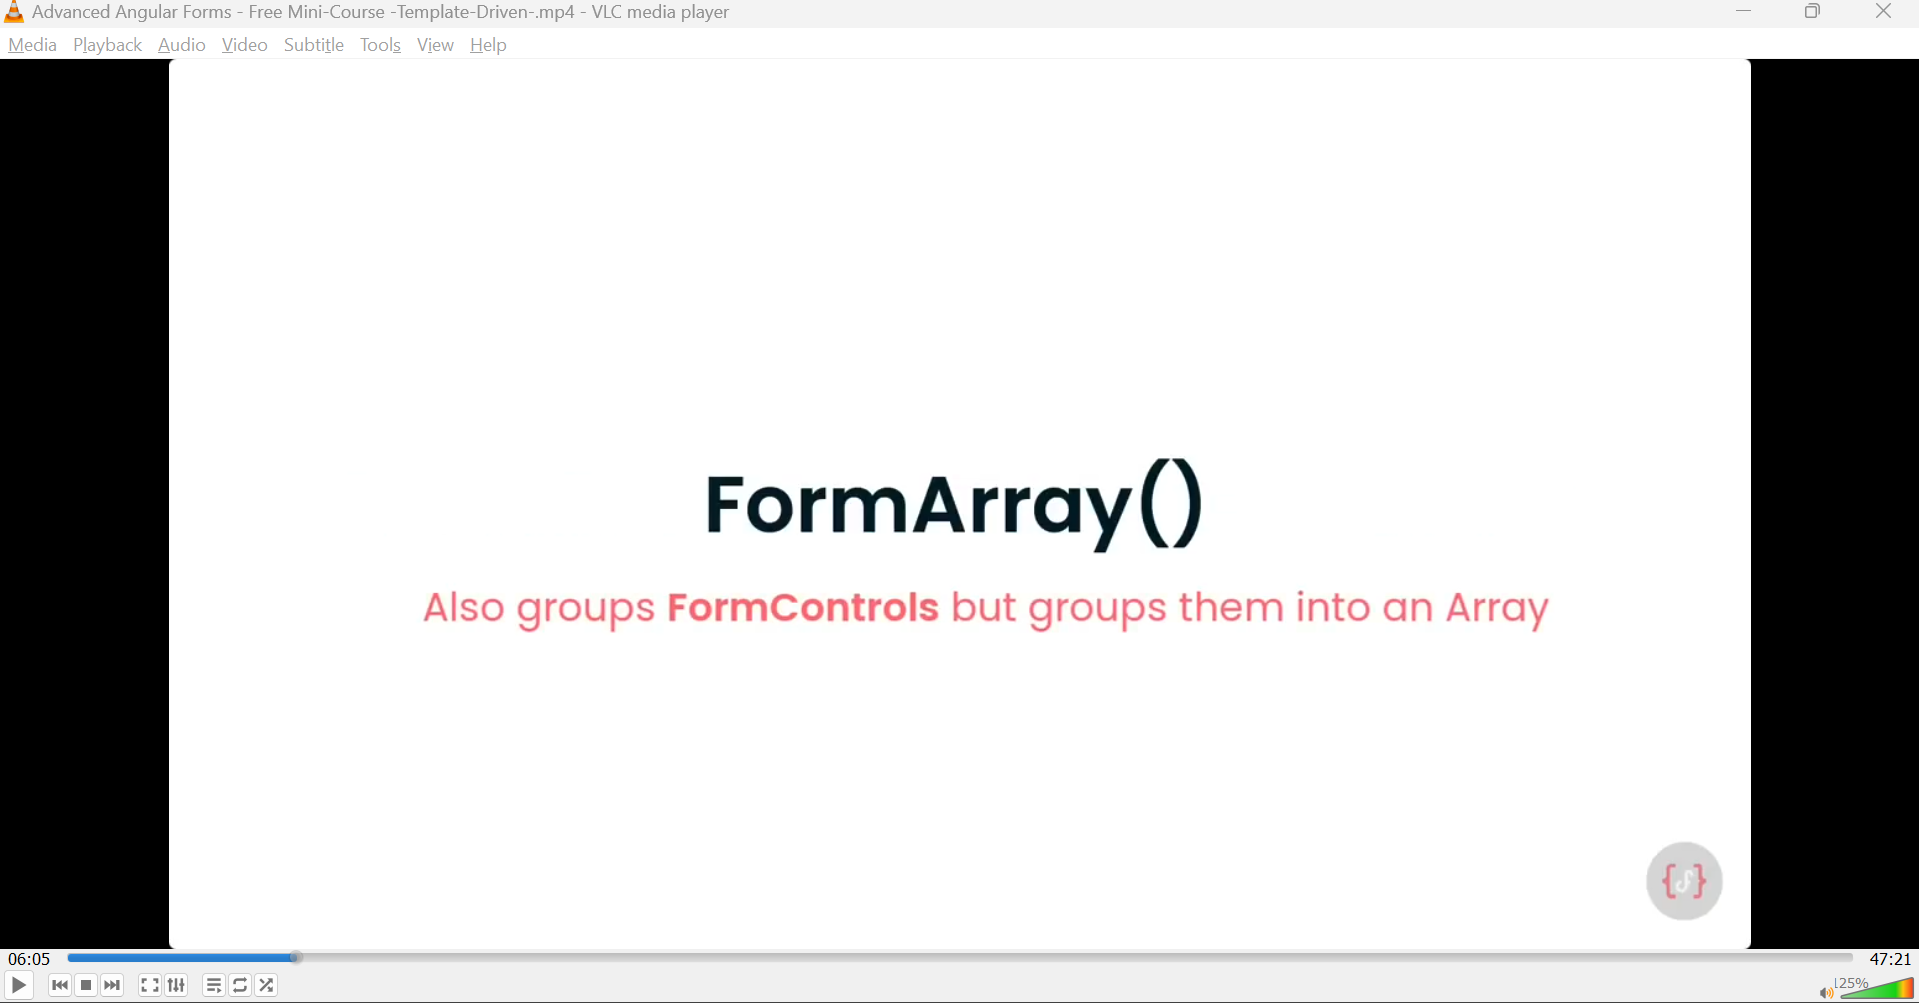 Advanced Angular Forms - Free Mini-Course -Template-Driven-.mp4 - VLC media player
Media Playback Audio Video Subtitle Tools View Help
FormArray()
Also groups FormControls but groups them into an Array
06:05
47:21
125%